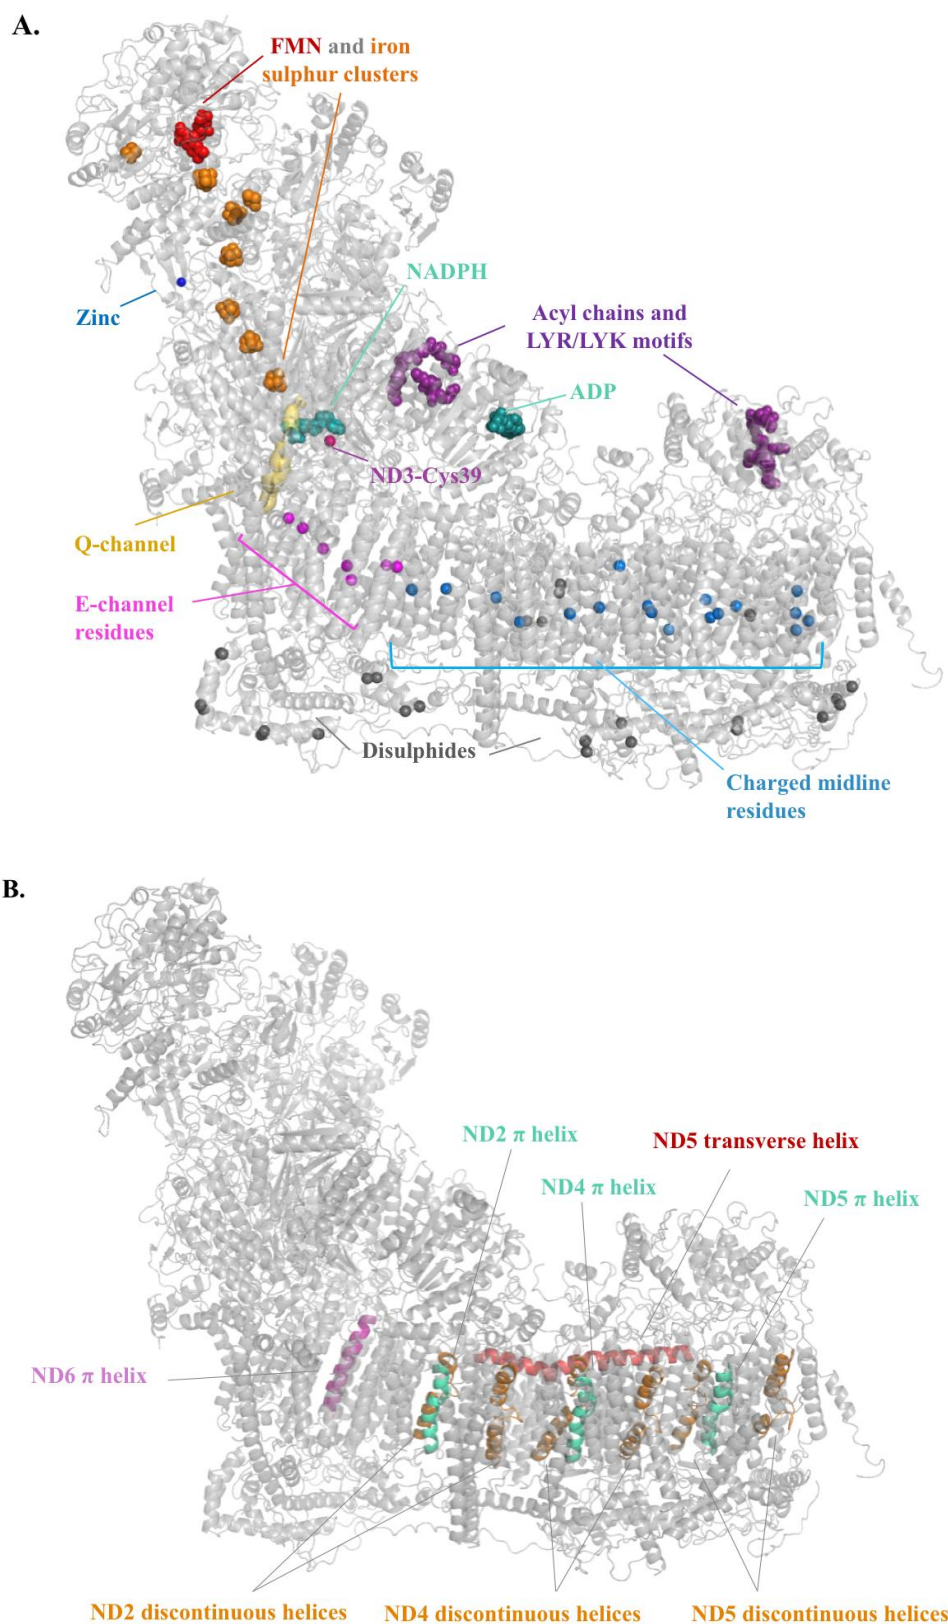 A.
FMN and iron
sulphur clusters
NADPH
Zinc
Acyl chains and
LYR/LYK motifs
ADP
ND3-Cys39
Q-channel
E-channel
residues
Disulphides
Charged midline
residues
B.
ND2 π helix
ND5 transverse helix
ND4 π helix
ND5 π helix
ND6 π helix
ND2 discontinuous helices
ND4 discontinuous helices
ND5 discontinuous helices